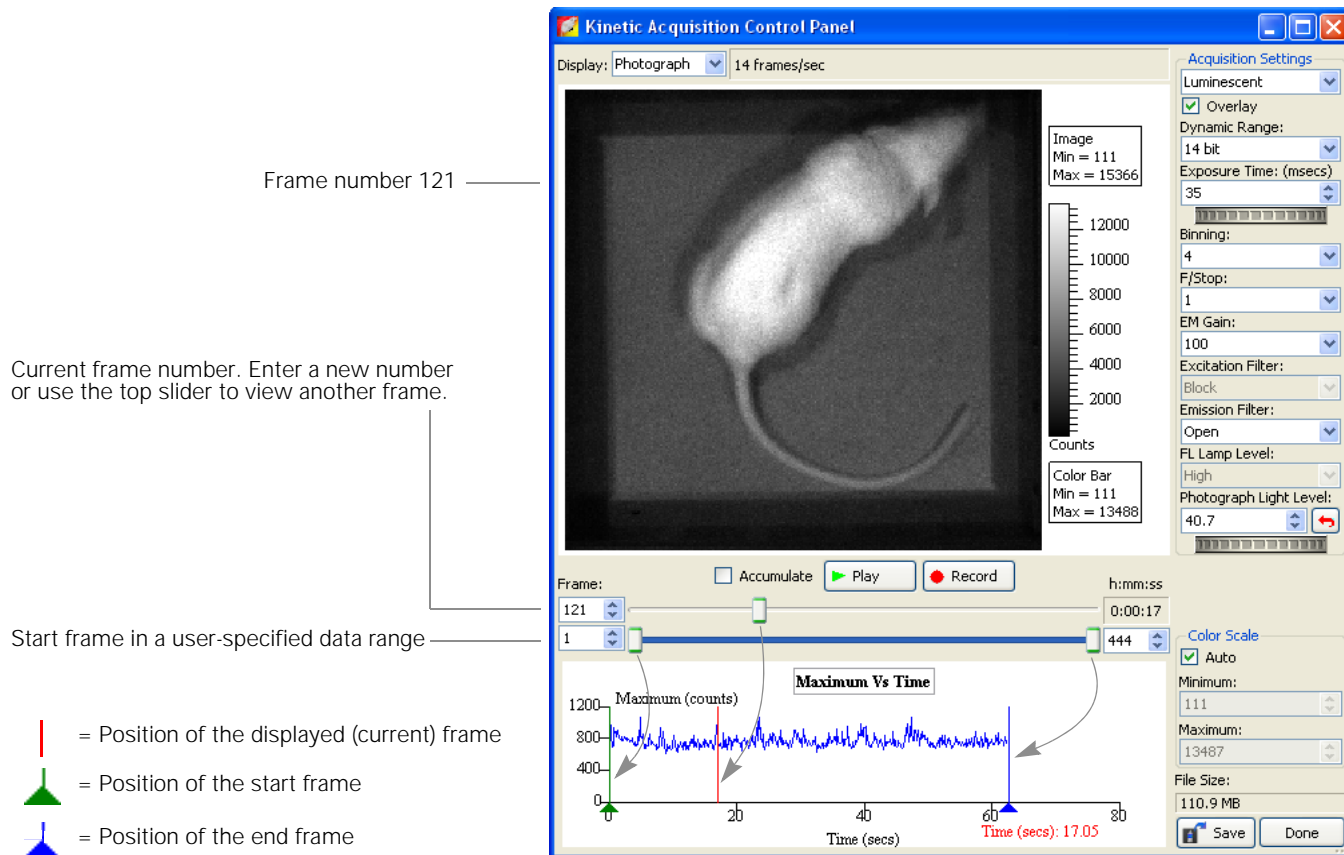 Kinetic Acquisition Control Panel
Display: Photograph 14 frames/sec
Frame number 121
Current frame number. Enter a new number
or use the top slider to view another frame.
Start frame in a user-specified data range
= Position of the displayed (current) frame
= Position of the start frame
= Position of the end frame
Image
Min = 111
Max = 15366
12000
10000
8000
6000
4000
2000
Counts
Color Bar
Min = 111
Max = 13488
Acquisition Settings
Luminescent
Overlay
Dynamic Range:
14 bit
Exposure Time: (msecs)
35
Binning:
4
F/Stop:
1
EM Gain:
100
Excitation Filter:
Block
Emission Filter:
Open
FL Lamp Level:
High
Photograph Light Level:
40.7
Accumulate Play Record
Frame: h:mm:ss
121 0:00:17
1 444
Maximum Vs Time
Maximum (counts)
1200
800
400
0
0 20 40 60 80
Time (secs)
Time (secs): 17.05
Color Scale
Auto
Minimum:
111
Maximum:
13487
File Size:
110.9 MB
Save Done